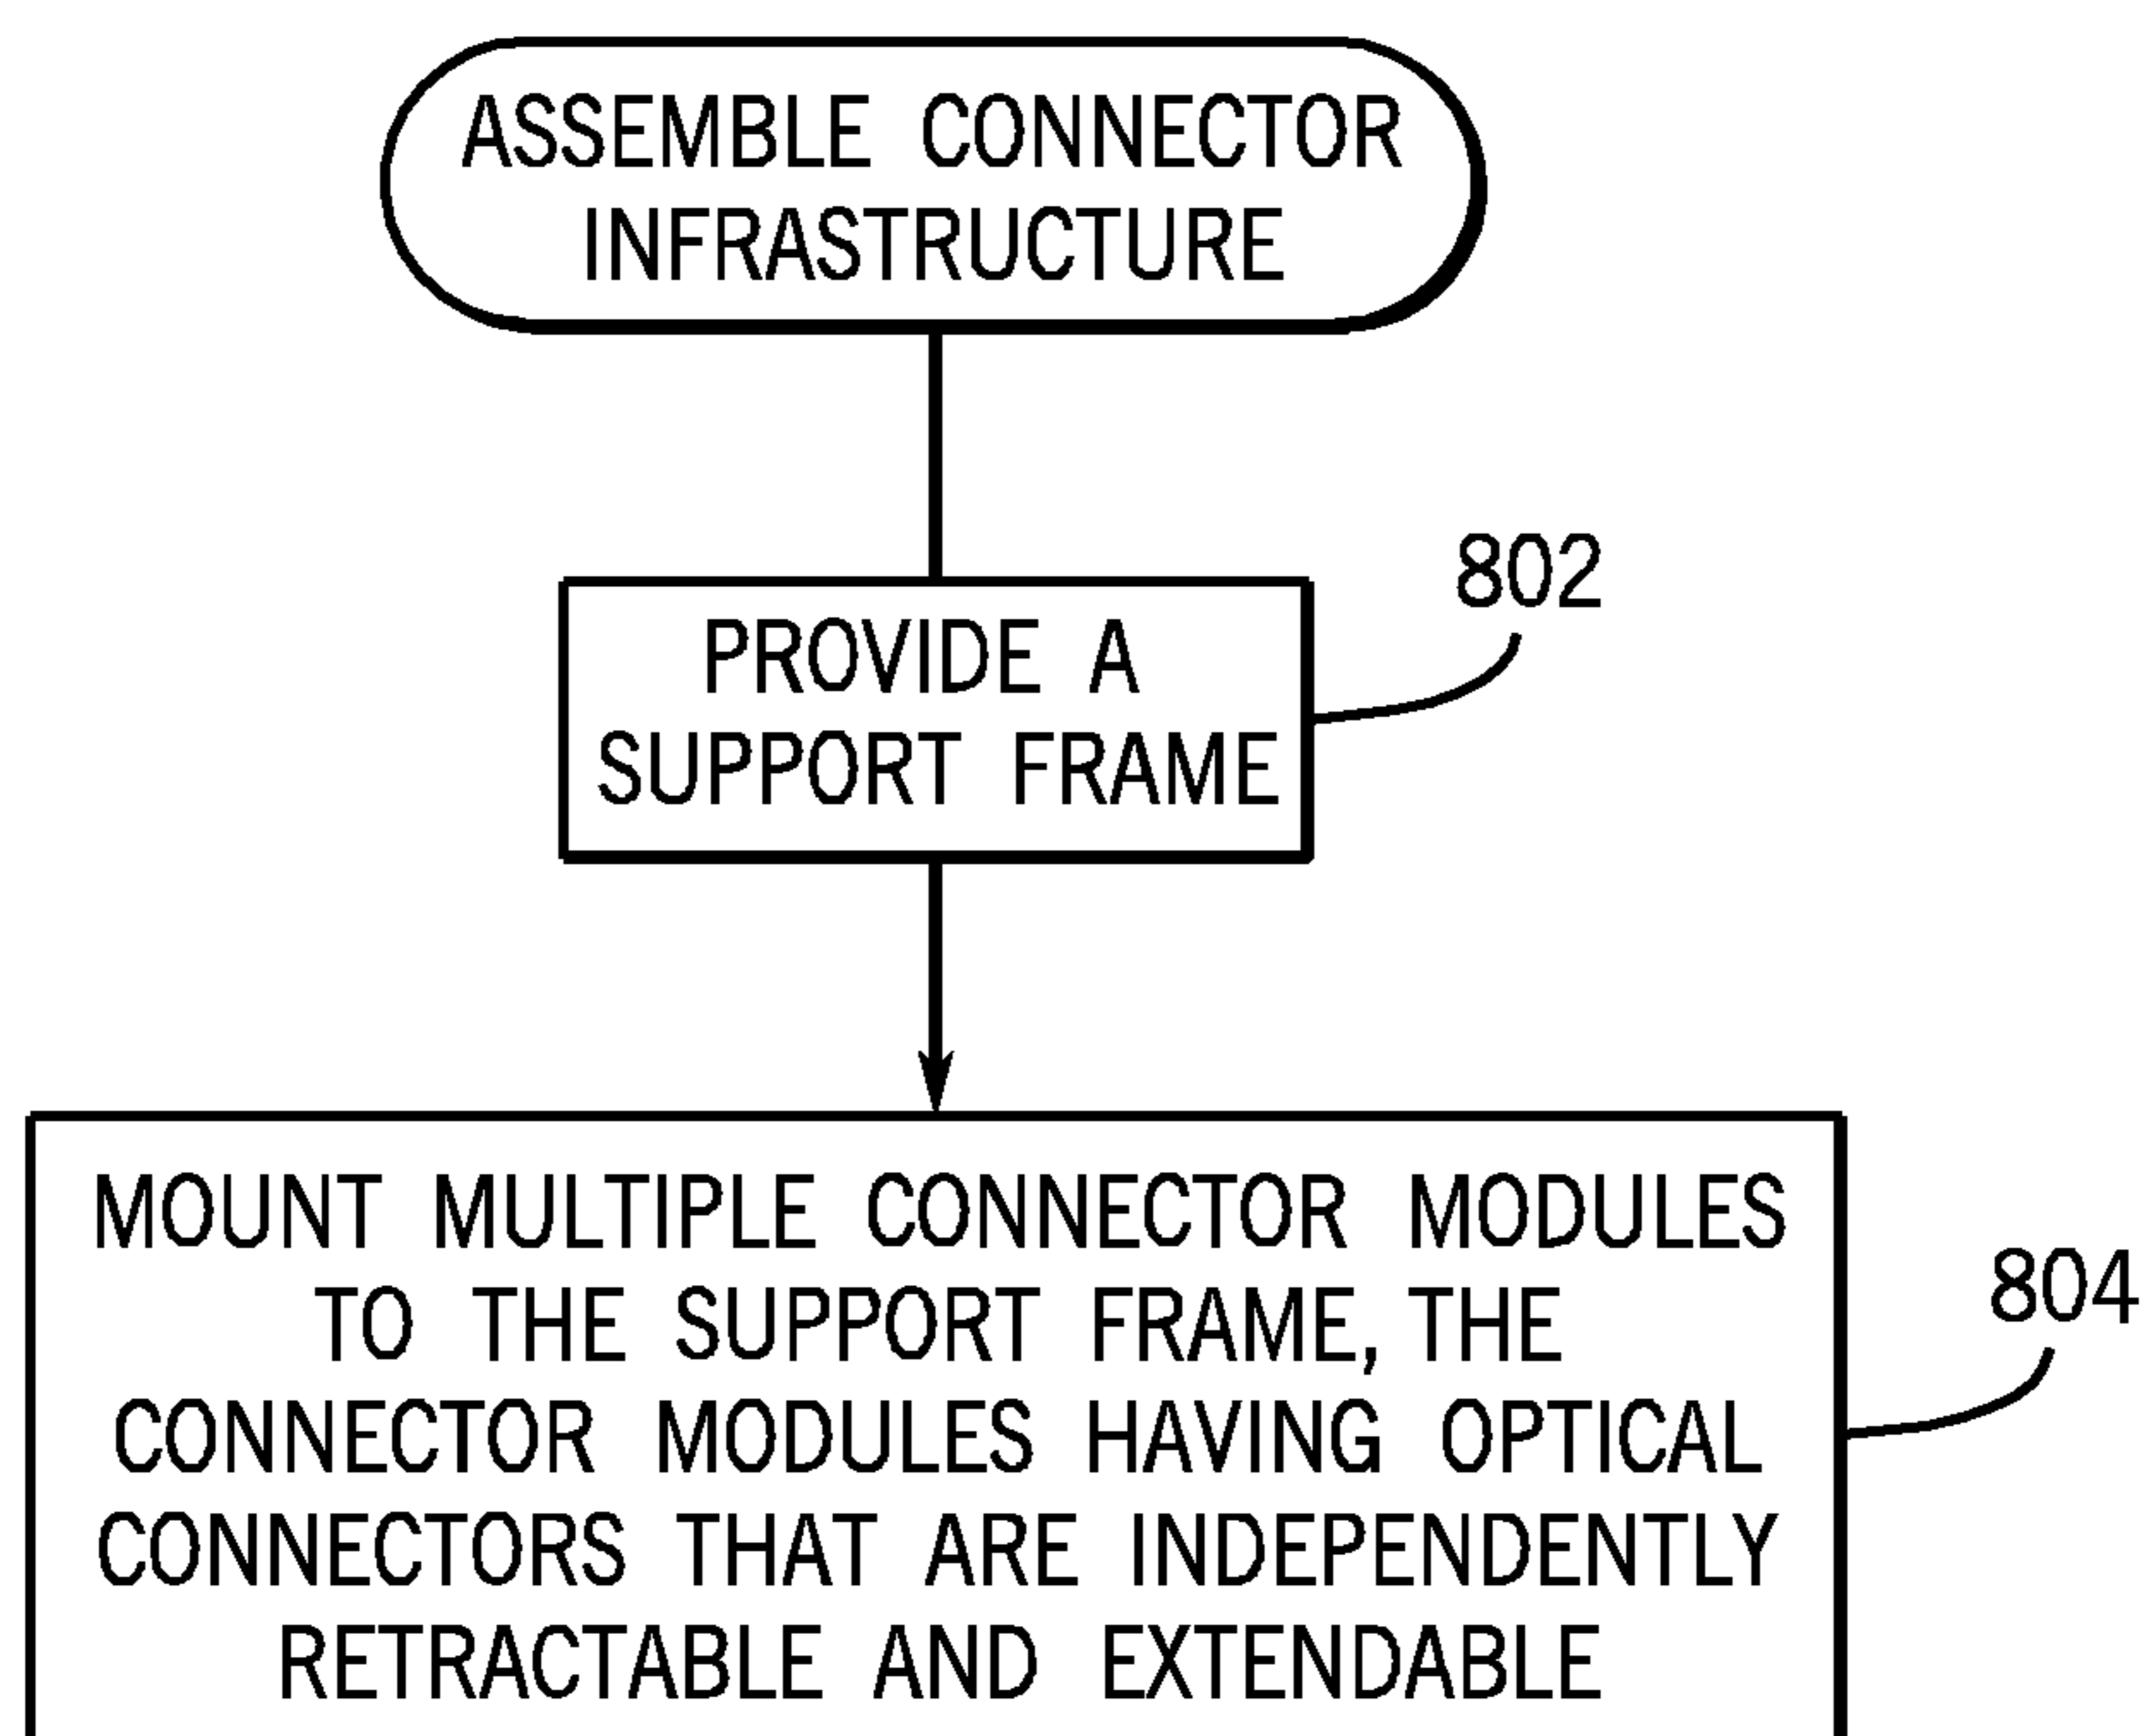 ASSEMBLE CONNECTOR
INFRASTRUCTURE
802
PROVIDE A
SUPPORT FRAME
MOUNT MULTIPLE CONNECTOR MODULES
TO THE SUPPORT FRAME, THE
CONNECTOR MODULES HAVING OPTICAL
CONNECTORS THAT ARE INDEPENDENTLY
RETRACTABLE AND EXTENDABLE
804